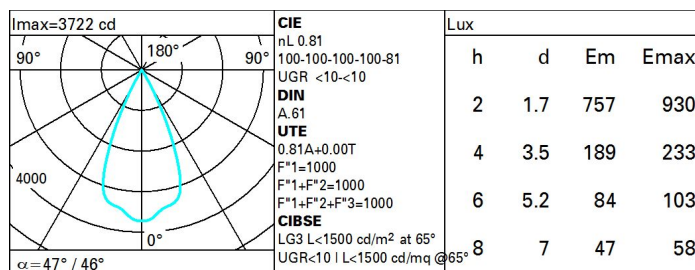 Imax=3722 cd
90° 180° 90°
4000
0°
α=47° / 46°
CIE
nL 0.81
100-100-100-100-81
UGR <10-<10
DIN
A.61
UTE
0.81A+0.00T
F"1=1000
F"1+F"2=1000
F"1+F"2+F"3=1000
CIBSE
LG3 L<1500 cd/m² at 65°
UGR<10 | L<1500 cd/mq @65°
Lux
h d Em Emax
2 1.7 757 930
4 3.5 189 233
6 5.2 84 103
8 7 47 58